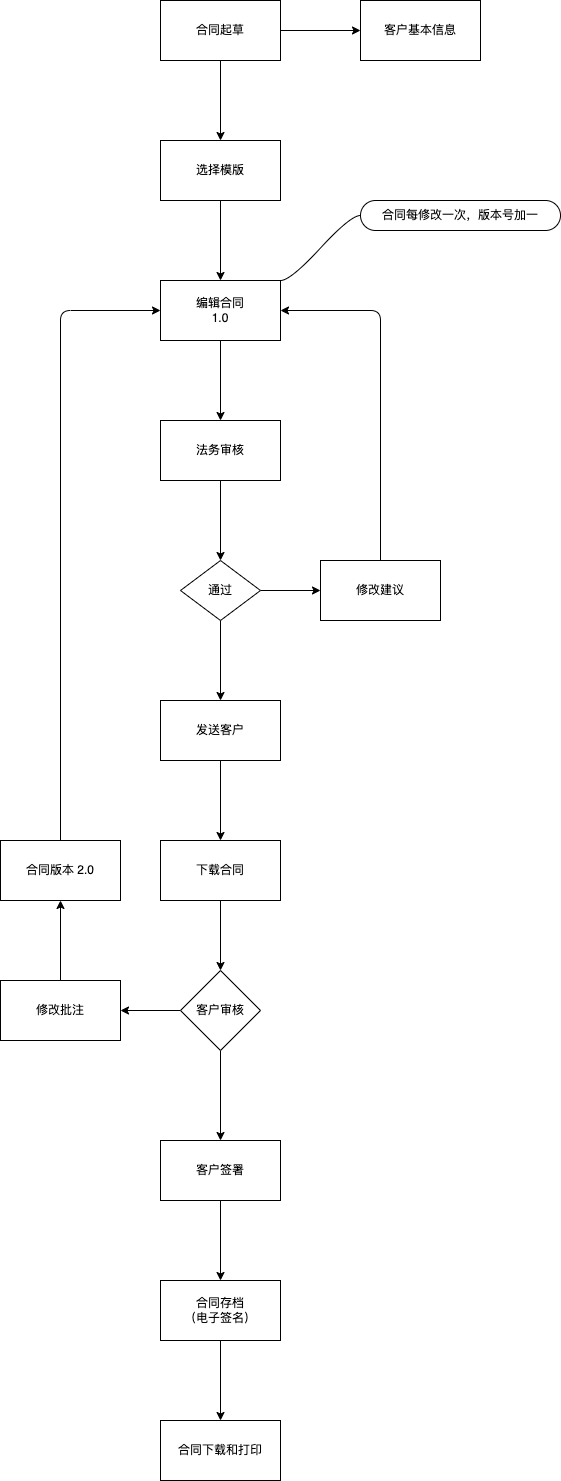 合同起草
客户基本信息
选择模版
合同每修改一次，版本号加一
编辑合同
1.0
法务审核
通过
修改建议
发送客户
合同版本 2.0
下载合同
修改批注
客户审核
客户签署
合同存档
（电子签名）
合同下载和打印